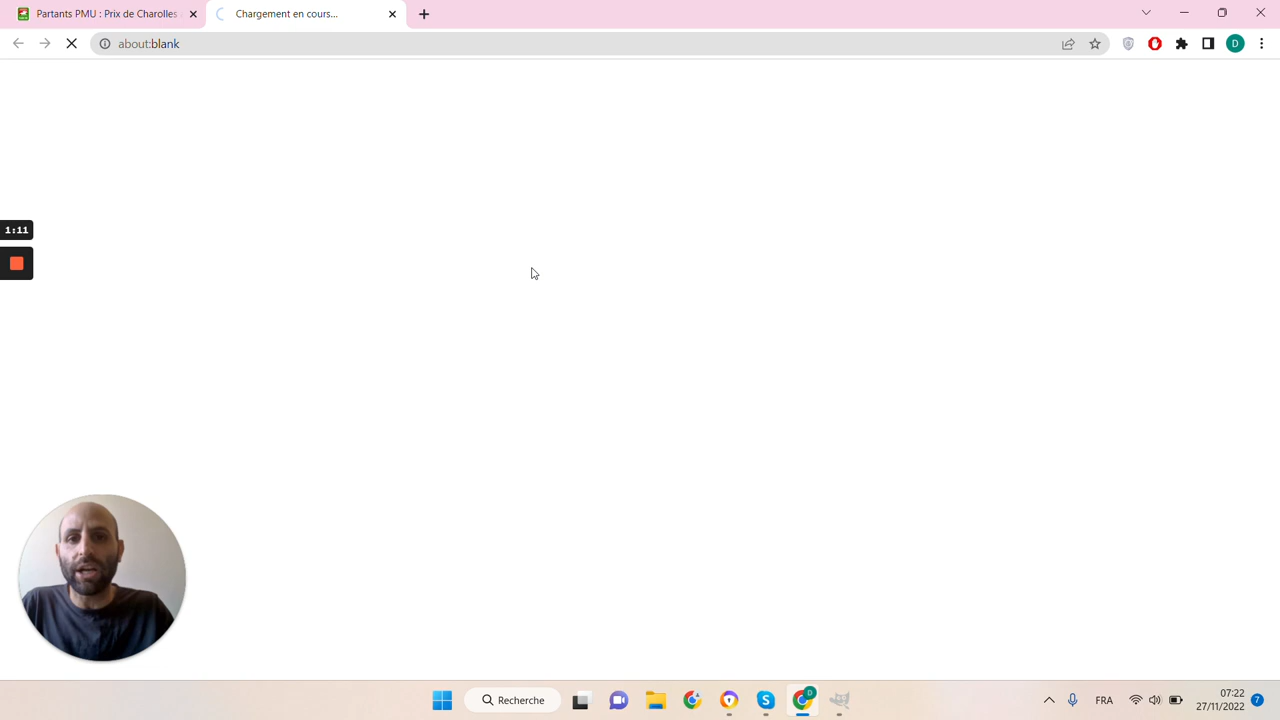 Partants PMU : Prix de Charolles
Chargement en cours...
about:blank
D
1:11
Recherche
D
FRA
07:22
27/11/2022
7